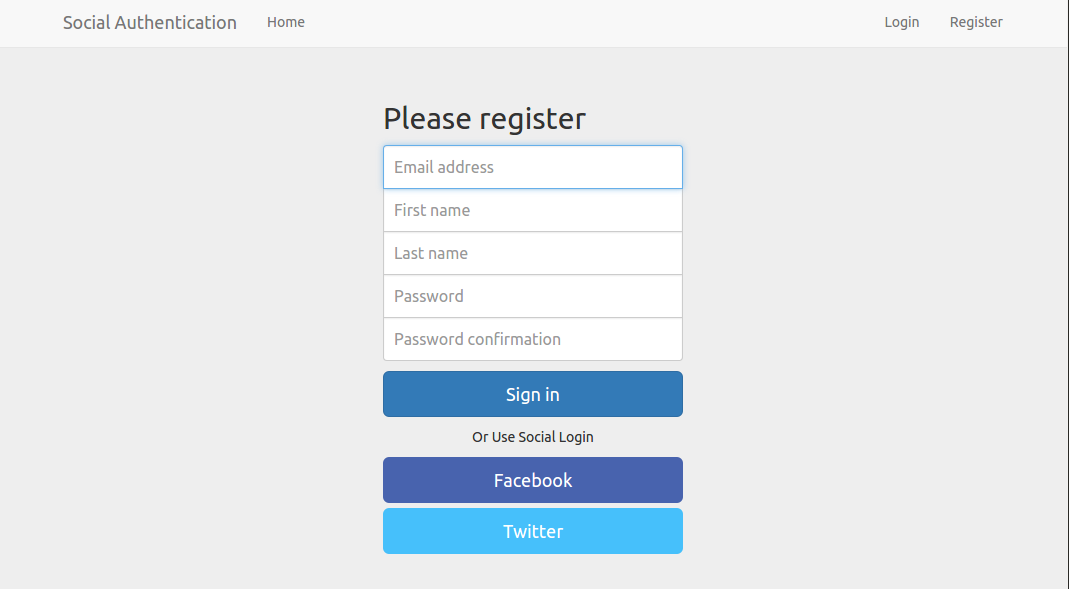 Social Authentication Home Login Register
Please register
Email address
First name
Last name
Password
Password confirmation
Sign in
Or Use Social Login
Facebook
Twitter